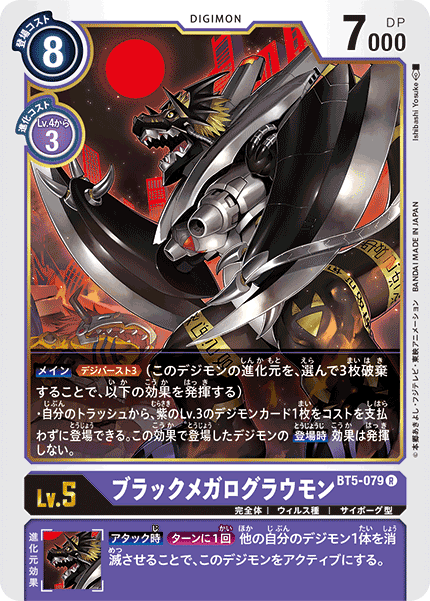 DIGIMON
登場コスト
8
7000
DP
進化コスト
Lv.4から
3
Ishibashi Yosuke
BANDAI MADE IN JAPAN
©本郷あきよし・フジテレビ・東映アニメーション
メイン デジバースト3 (このデジモンの進化元を、選んで3枚破棄
することで、以下の効果を発揮する)
・自分のトラッシュから、紫のLv.3のデジモンカード1枚をコストを支払
わずに登場できる。この効果で登場したデジモンの 登場時 効果は発揮
しない。
Lv.5
ブラックメガログラウモン
BT5-079 R
完全体 | ウィルス種 | サイボーグ型
進化元効果
アタック時 ターンに1回 他の自分のデジモン1体を消
滅させることで、このデジモンをアクティブにする。